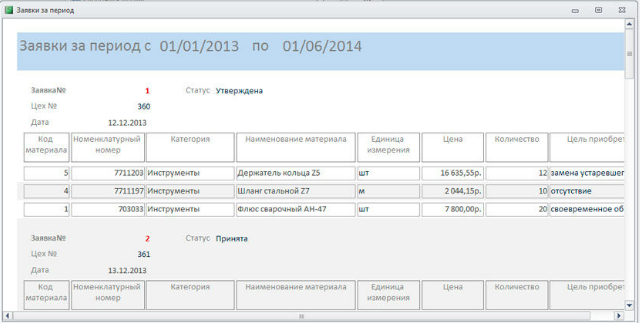 Заявки за период
Заявки за период с 01/01/2013 по 01/06/2014
Заявка№ 1 Статус Утверждена
Цех № 360
Дата 12.12.2013
Код материала Номенклатурный номер Категория Наименование материала Единица измерения Цена Количество Цель приобрет
5 7711203 Инструменты Держатель кольца Z5 шт 16 635,55р. 12 замена устаревшег
4 7711197 Инструменты Шланг стальной Z7 м 2 044,15р. 10 отсутствие
1 703033 Инструменты Флюс сварочный АН-47 шт 7 800,00р. 20 своевременное об
Заявка№ 2 Статус Принята
Цех № 361
Дата 13.12.2013
Код материала Номенклатурный номер Категория Наименование материала Единица измерения Цена Количество Цель приобрет